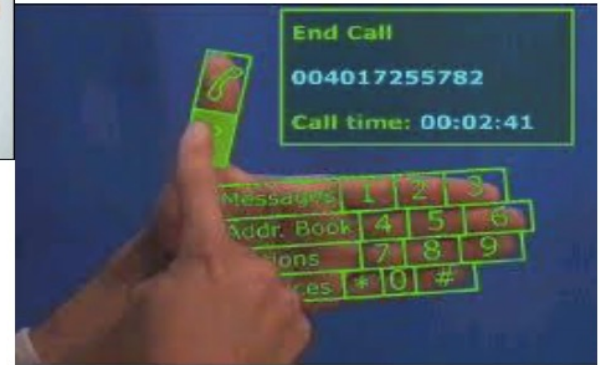 End Call
004017255782
Call time: 00:02:41
Messages 1 2 3
Addr. Book 4 5 6
7 8 9
* 0 #